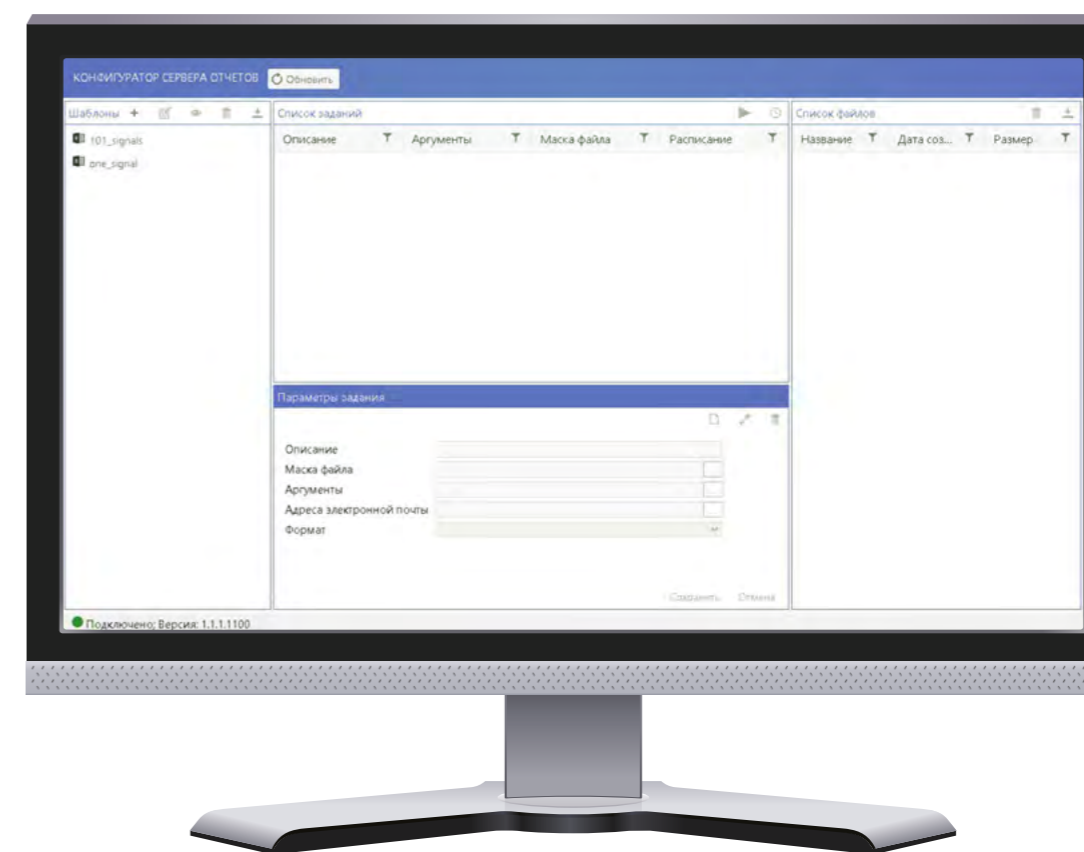 КОНФИГУРАТОР СЕРВЕРА ОТЧЕТОВ Обновить
Шаблоны
101_signals
one_signal
Список заданий
Описание Аргументы Маска файла Расписание
Параметры задания
Описание
Маска файла
Аргументы
Адреса электронной почты
Формат
Сохранить Отмена
Список файлов
Название Дата соз... Размер
Подключено; Версия: 1.1.1.1100